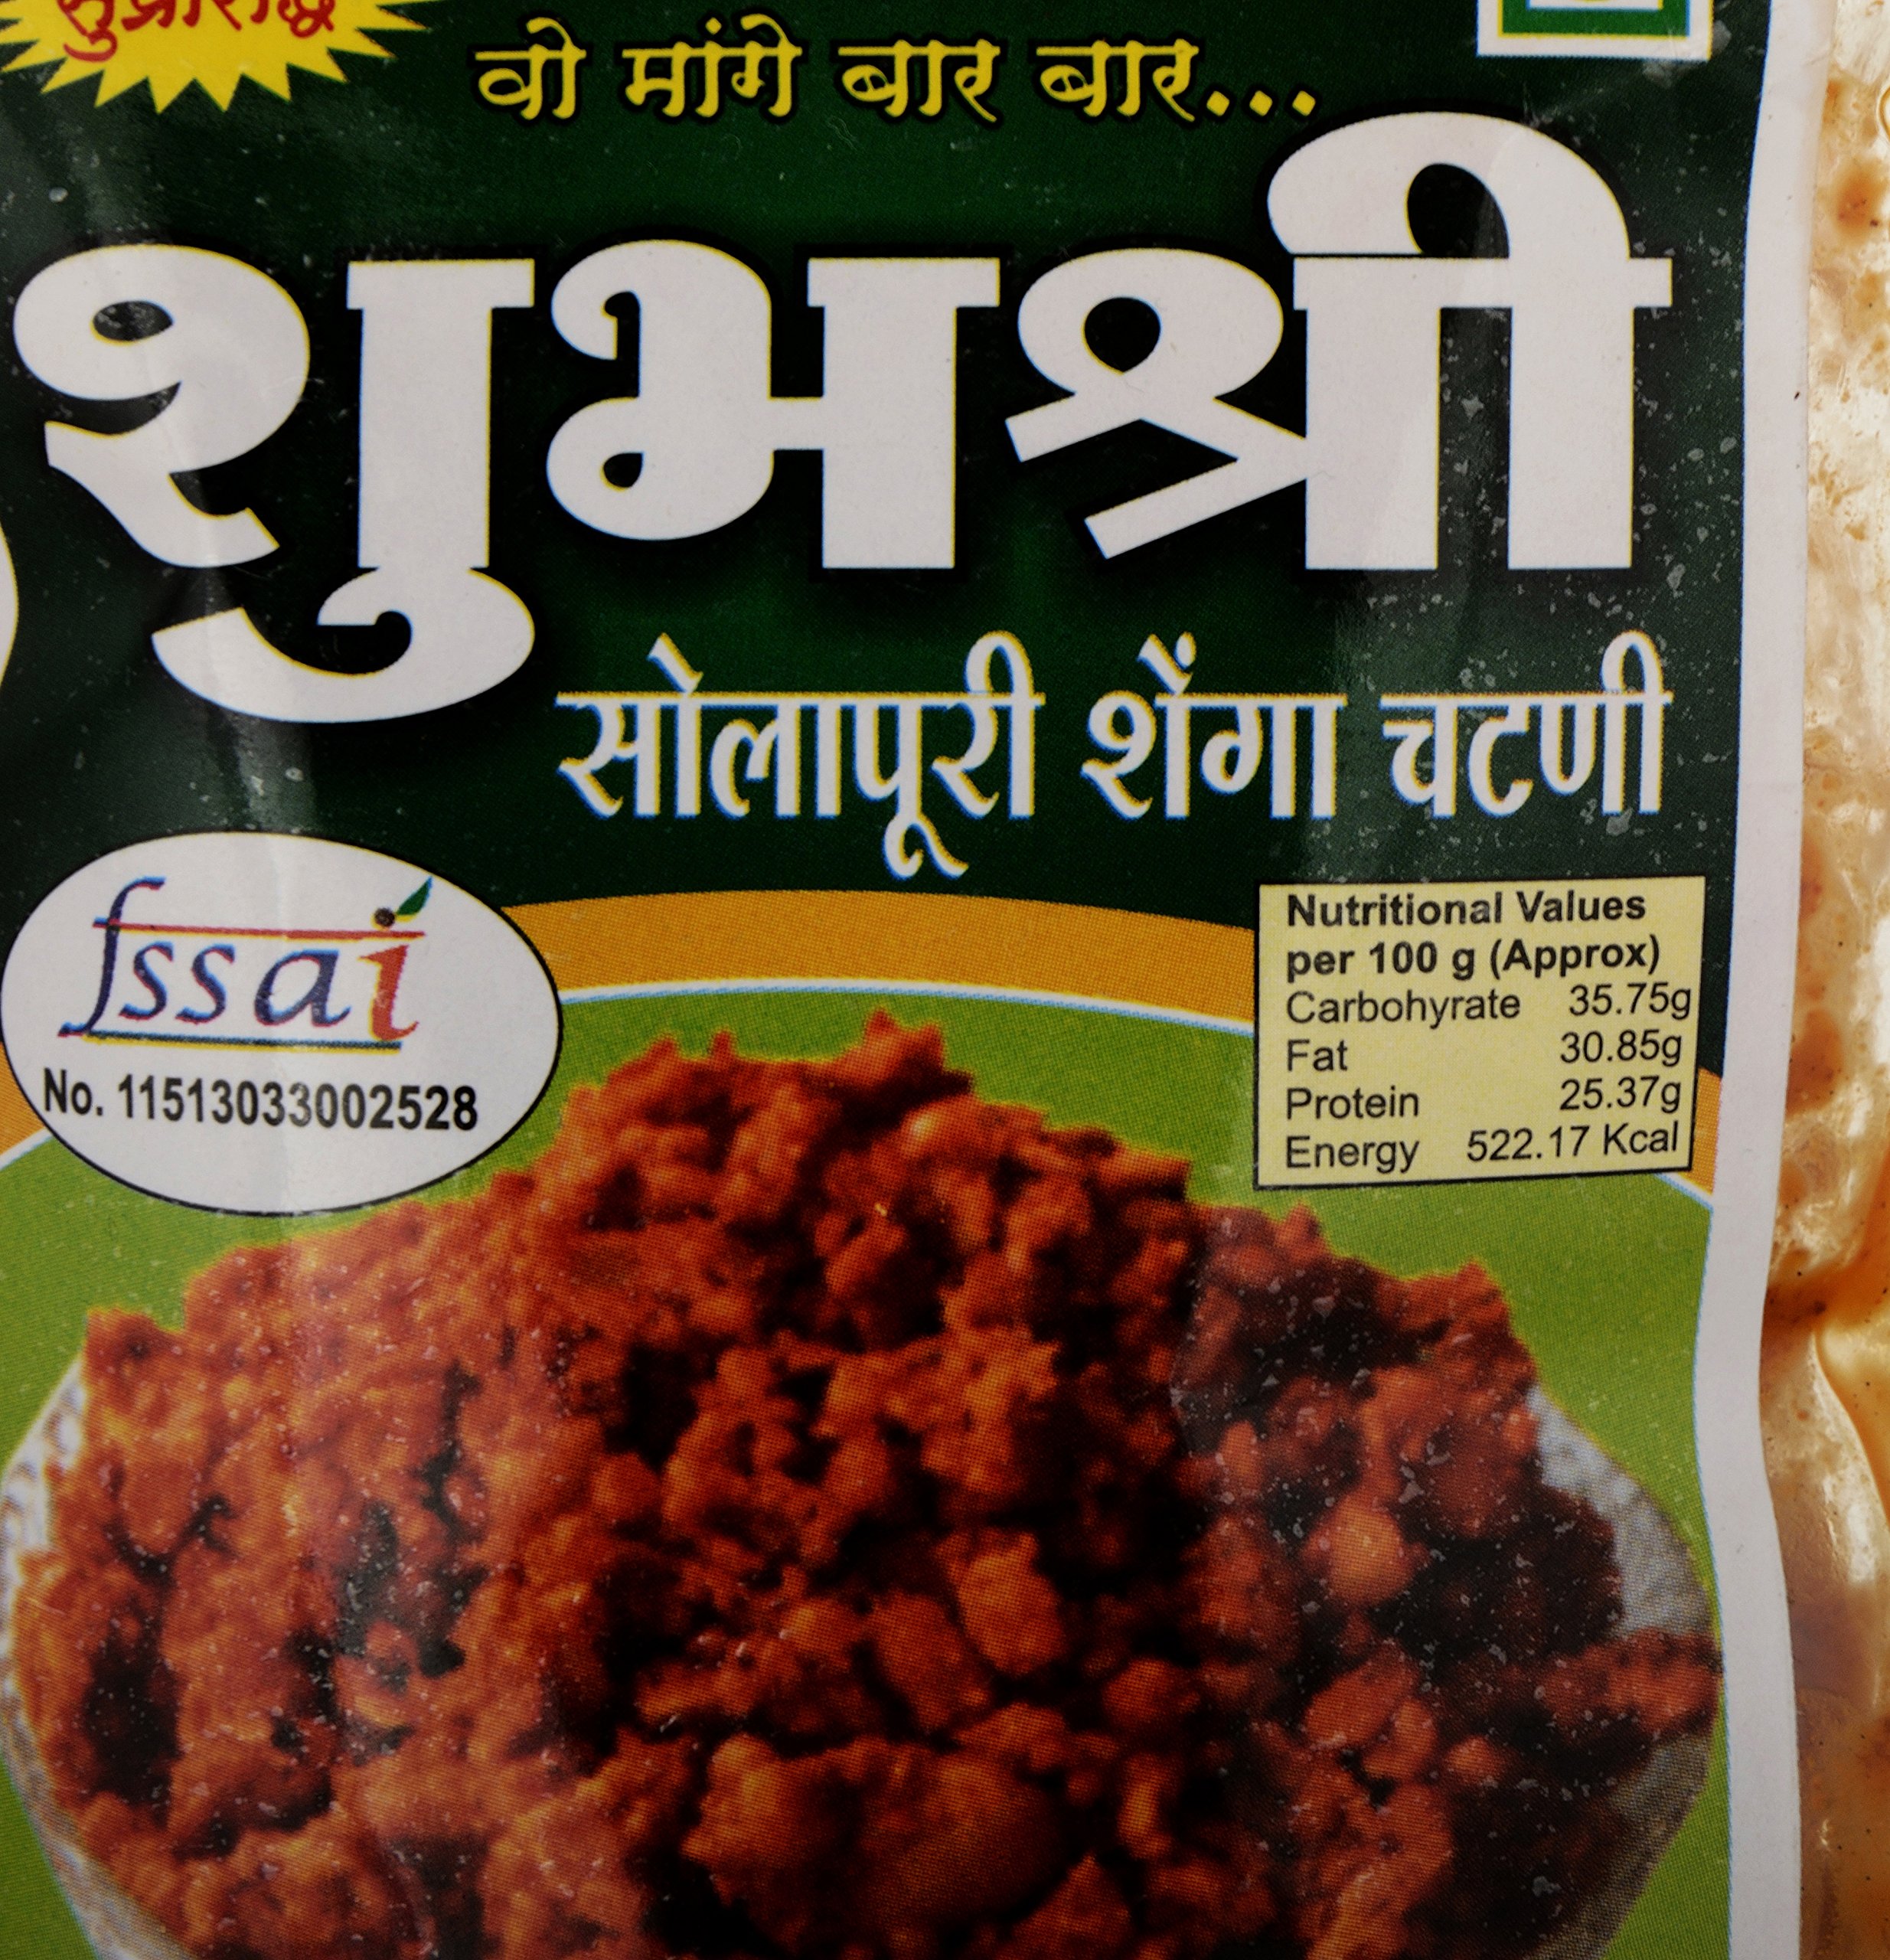 सुप्रसिद्ध
वो मांगे बार बार...
शुभश्री
सोलापूरी शेंगा चटणी
fssai
No. 11513033002528
Nutritional Values
per 100 g (Approx)
Carbohyrate 35.75g
Fat 30.85g
Protein 25.37g
Energy 522.17 Kcal